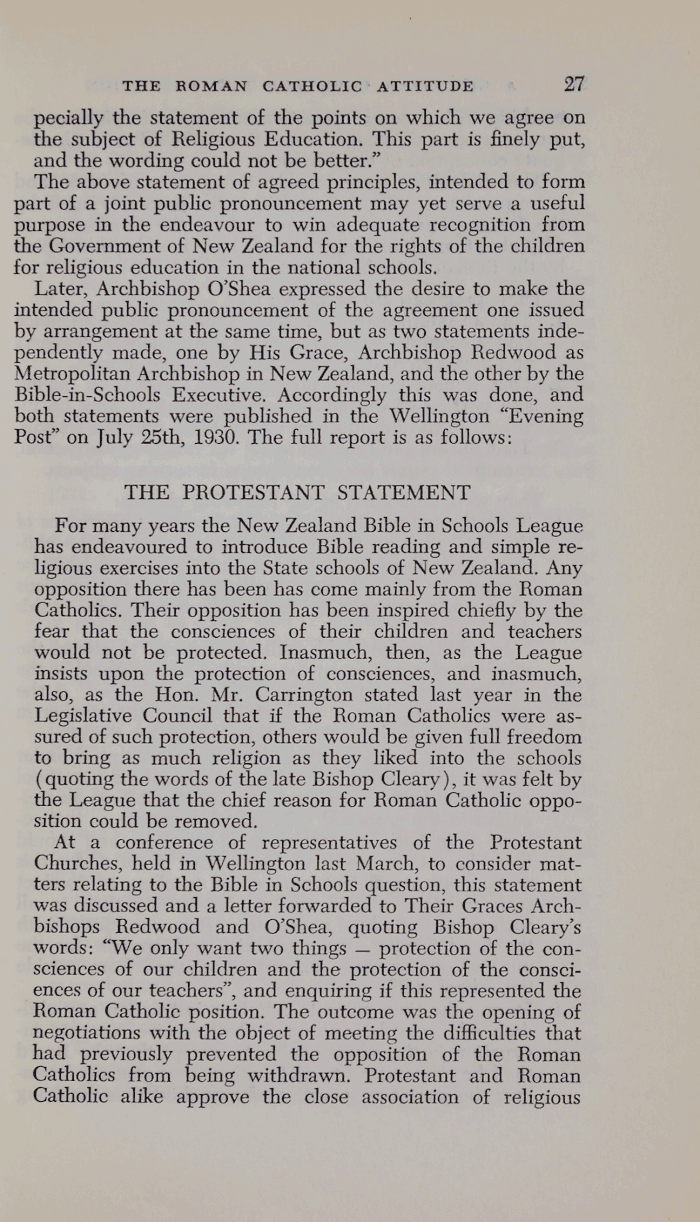 THE ROMAN CATHOLIC ATTITUDE 27
pecially the statement of the points on which we agree on
the subject of Religious Education. This part is finely put,
and the wording could not be better.”
The above statement of agreed principles, intended to form
part of a joint public pronouncement may yet serve a useful
purpose in the endeavour to win adequate recognition from
the Government of New Zealand for the rights of the children
for religious education in the national schools.
Later, Archbishop O’Shea expressed the desire to make the
intended public pronouncement of the agreement one issued
by arrangement at the same time, but as two statements inde-
pendently made, one by His Grace, Archbishop Redwood as
Metropolitan Archbishop in New Zealand, and the other by the
Bible-in-Schools Executive. Accordingly this was done, and
both statements were published in the Wellington “Evening
Post” on July 25th, 1930. The full report is as follows:
THE PROTESTANT STATEMENT
For many years the New Zealand Bible in Schools League
has endeavoured to introduce Bible reading and simple re-
ligious exercises into the State schools of New Zealand. Any
opposition there has been has come mainly from the Roman
Catholics. Their opposition has been inspired chiefly by the
fear that the consciences of their children and teachers
would not be protected. Inasmuch, then, as the League
insists upon the protection of consciences, and inasmuch,
also, as the Hon. Mr. Carrington stated last year in the
Legislative Council that if the Roman Catholics were as-
sured of such protection, others would be given full freedom
to bring as much religion as they liked into the schools
(quoting the words of the late Bishop Cleary), it was felt by
the League that the chief reason for Roman Catholic oppo-
sition could be removed.
At a conference of representatives of the Protestant
Churches, held in Wellington last March, to consider mat-
ters relating to the Bible in Schools question, this statement
was discussed and a letter forwarded to Their Graces Arch-
bishops Redwood and O’Shea, quoting Bishop Cleary’s
words: “We only want two things — protection of the con-
sciences of our children and the protection of the consci-
ences of our teachers”, and enquiring if this represented the
Roman Catholic position. The outcome was the opening of
negotiations with the object of meeting the difficulties that
had previously prevented the opposition of the Roman
Catholics from being withdrawn. Protestant and Roman
Catholic alike approve the close association of religious